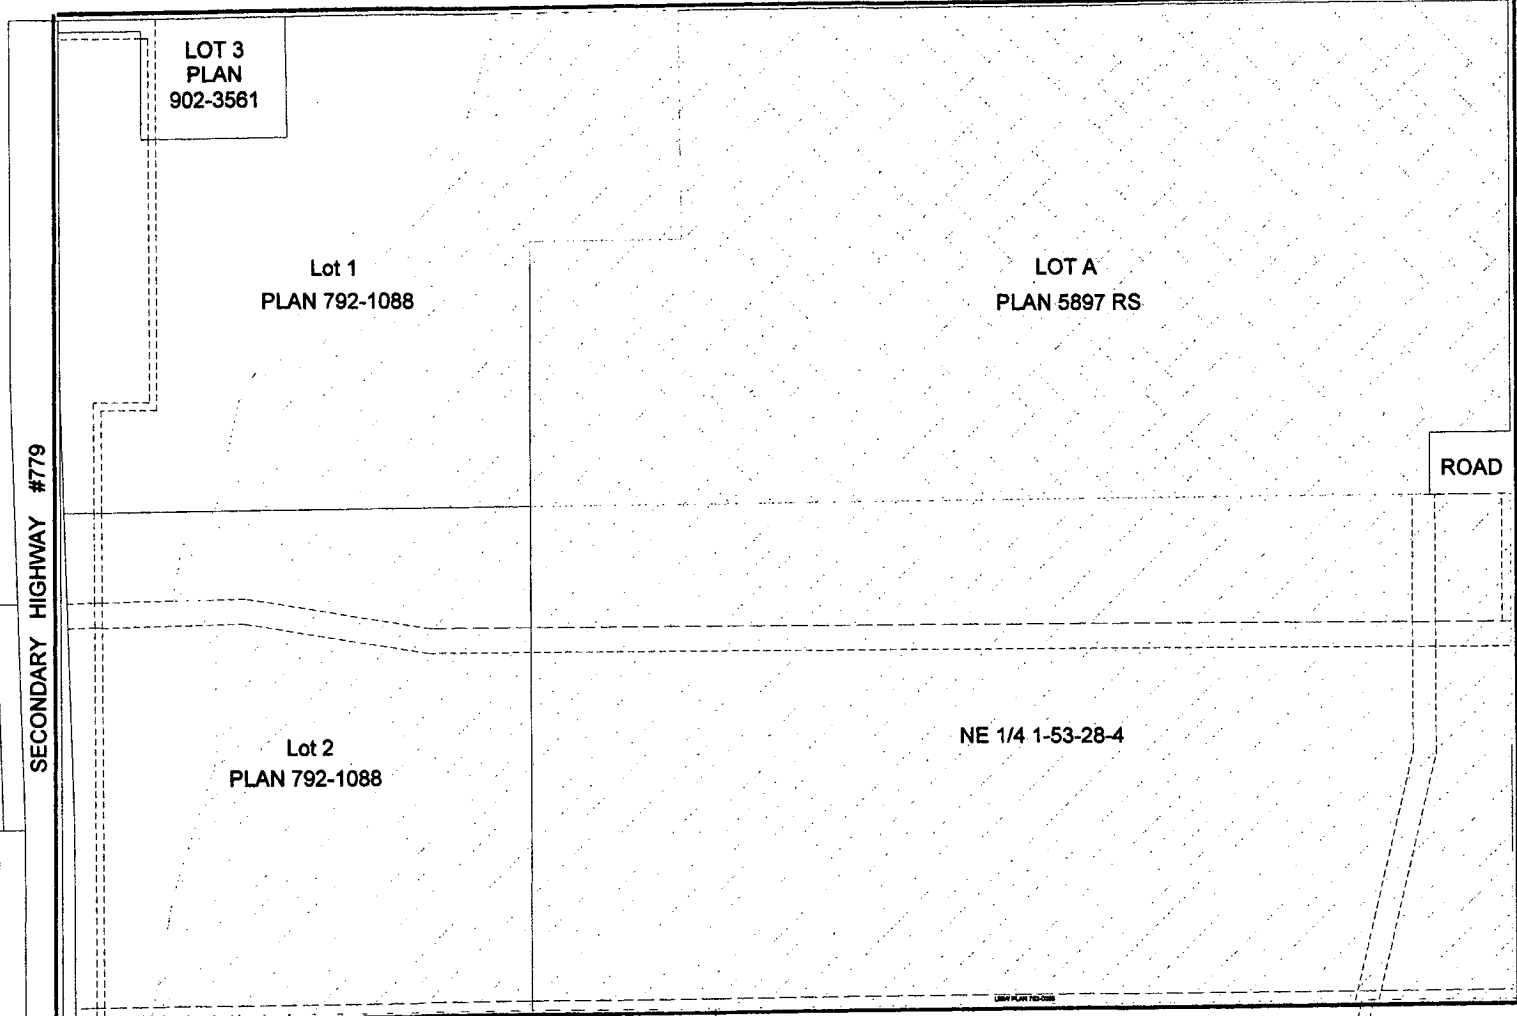 LOT 3
PLAN
902-3561
Lot 1
PLAN 792-1088
LOT A
PLAN 5897 RS
ROAD
SECONDARY HIGHWAY #779
Lot 2
PLAN 792-1088
NE 1/4 1-53-28-4